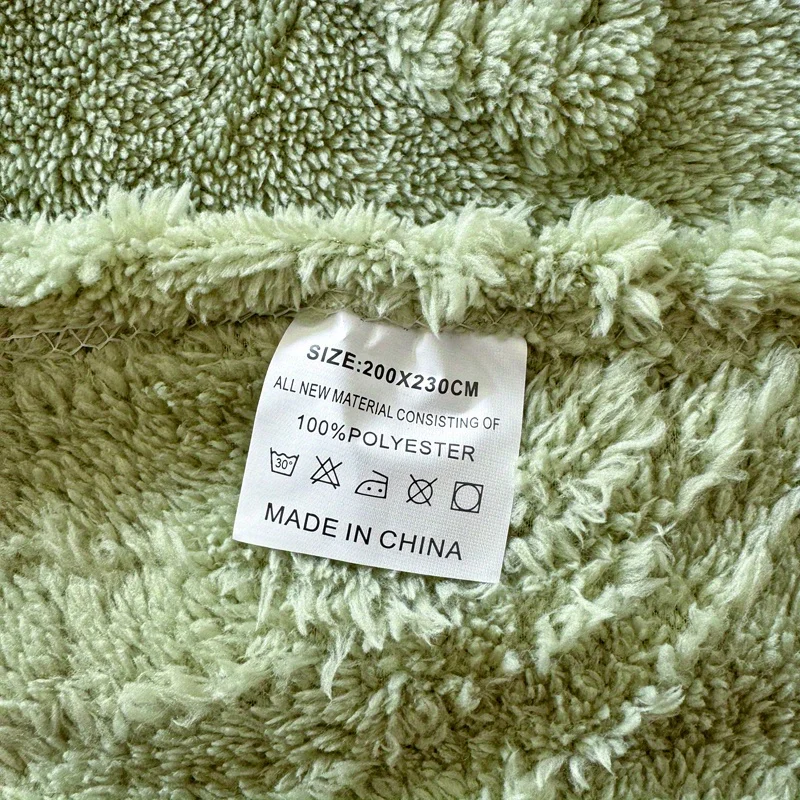 SIZE:200X230CM
ALL NEW MATERIAL CONSISTING OF
100%POLYESTER
30°
MADE IN CHINA